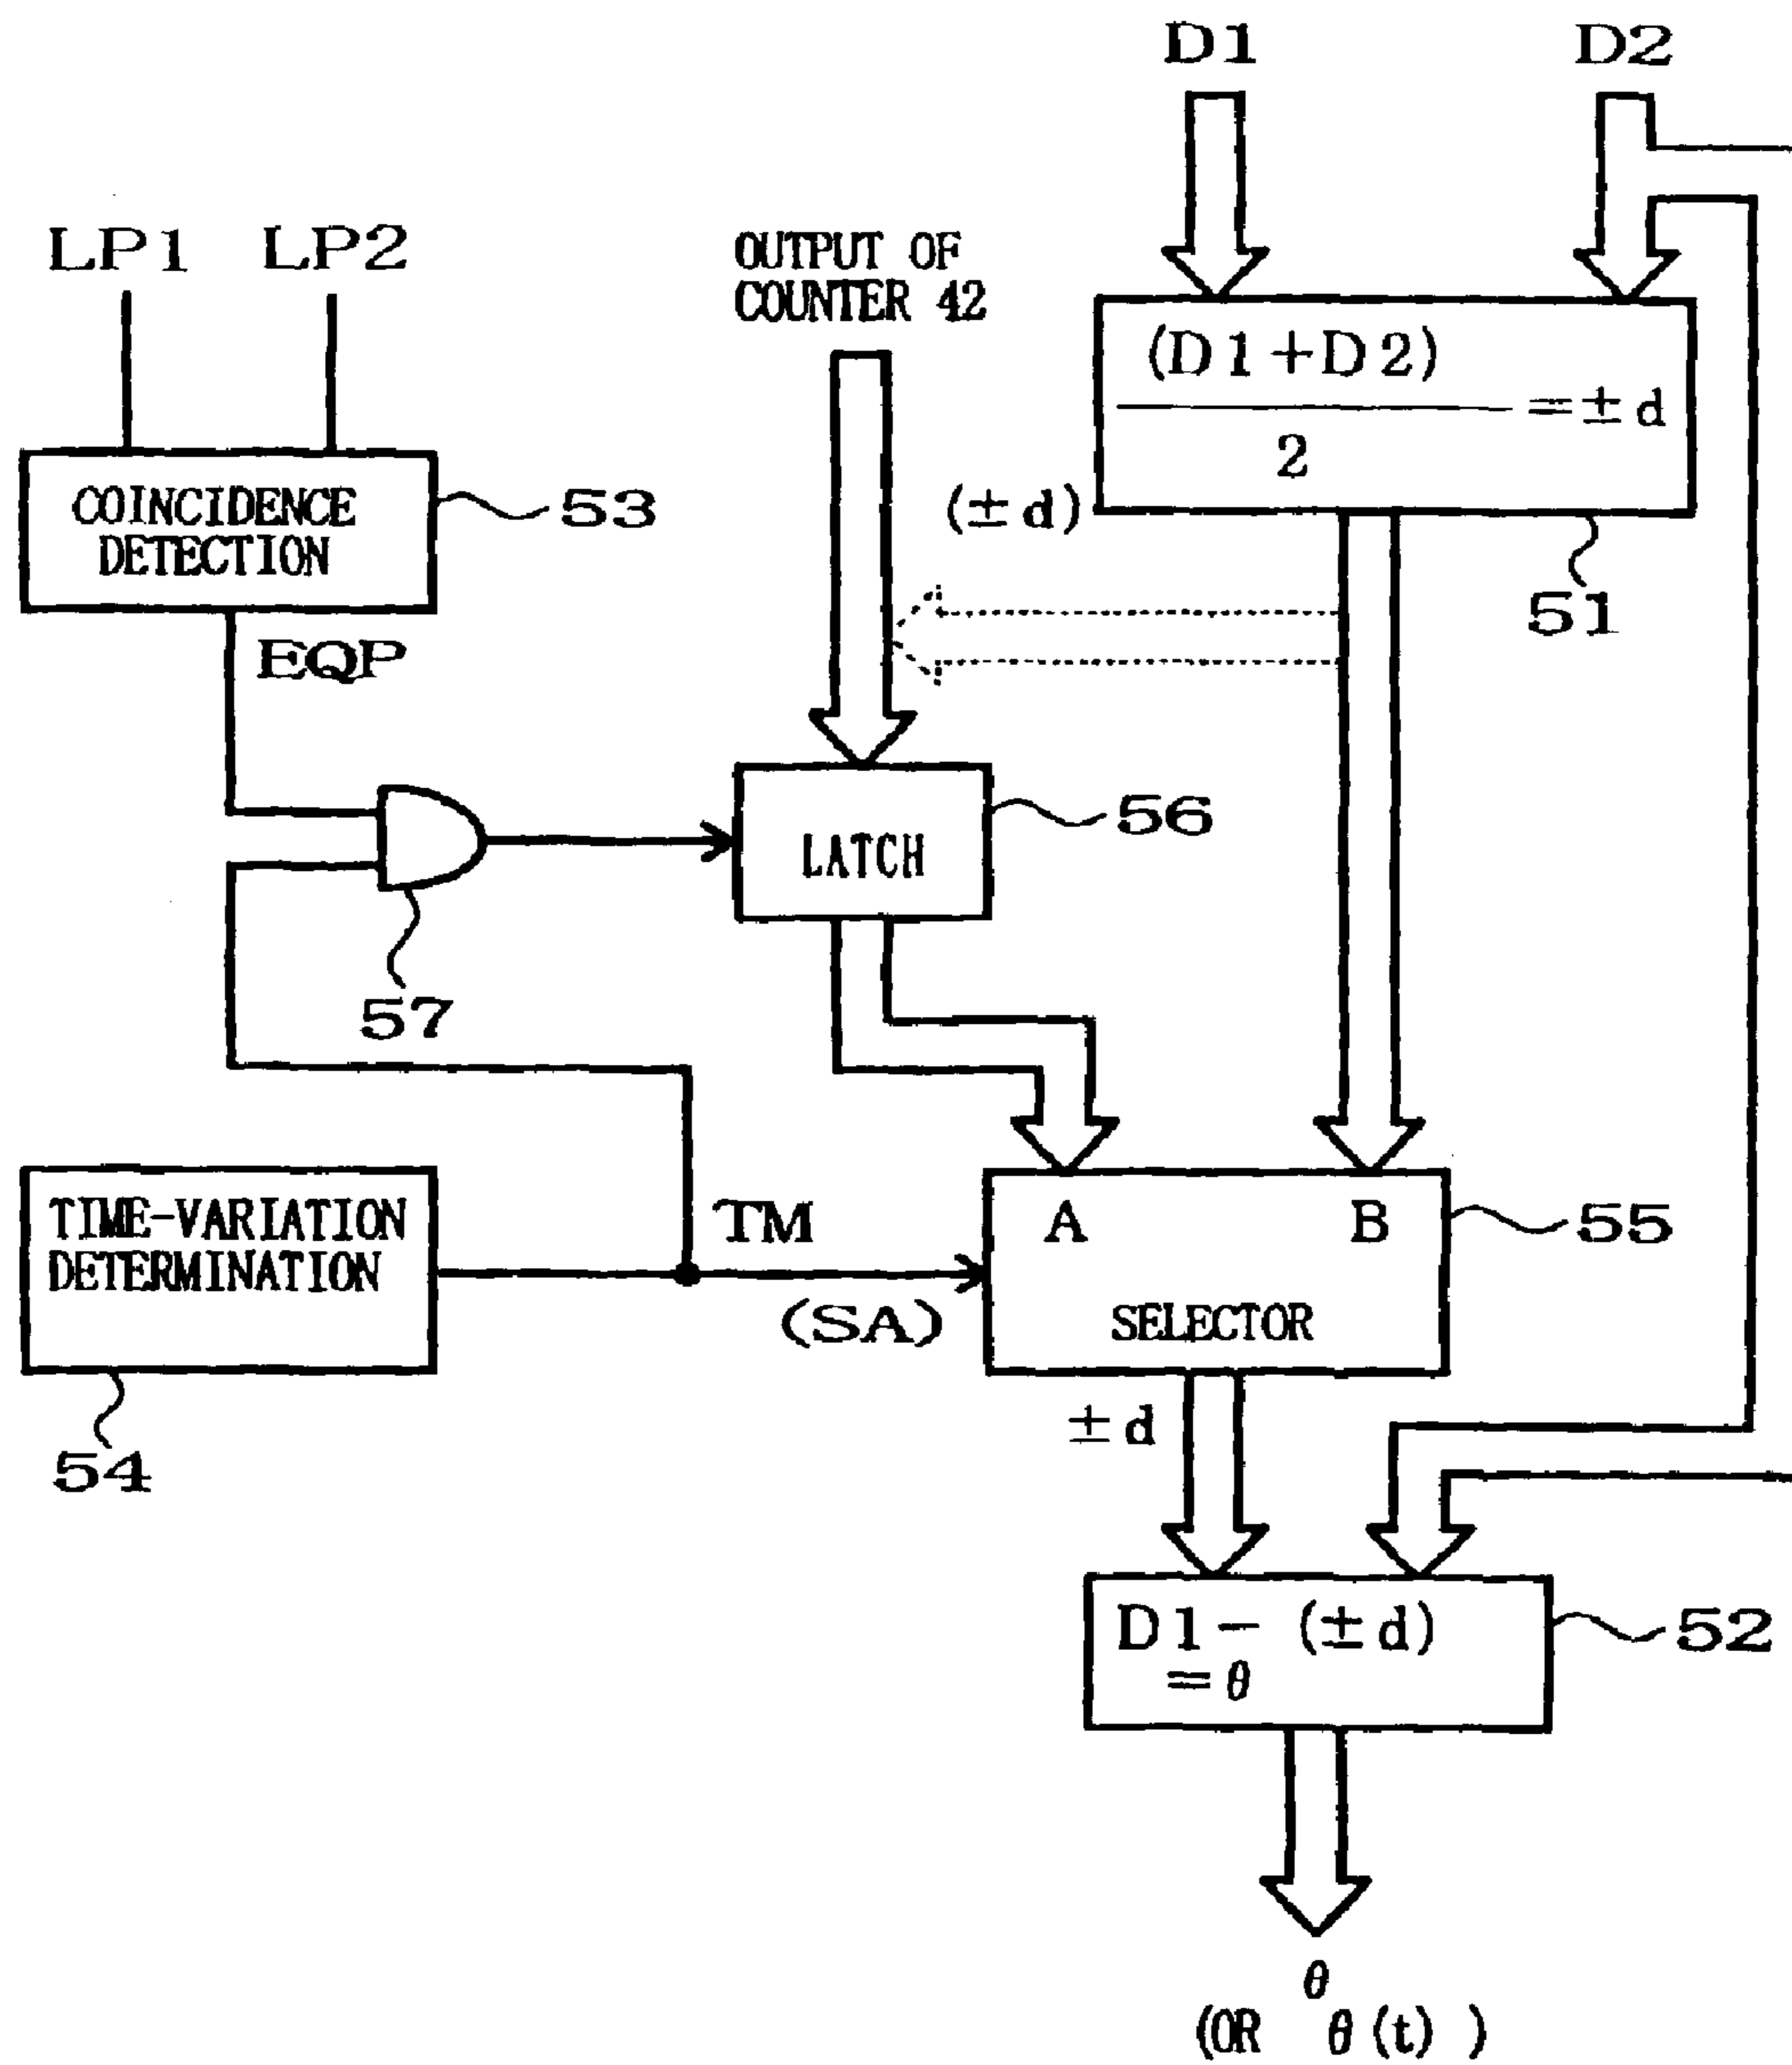 D1 D2
LP1 LP2
OUTPUT OF
COUNTER 42
(D1+D2)
=±d
2
(±d)
COINCIDENCE
DETECTION
53
51
EQP
56
LATCH
57
TIME-VARIATION
DETERMINATION
TM
A B
55
(SA)
SELECTOR
±d
54
D1-(±d)
=θ
52
θ
(OR θ(t))